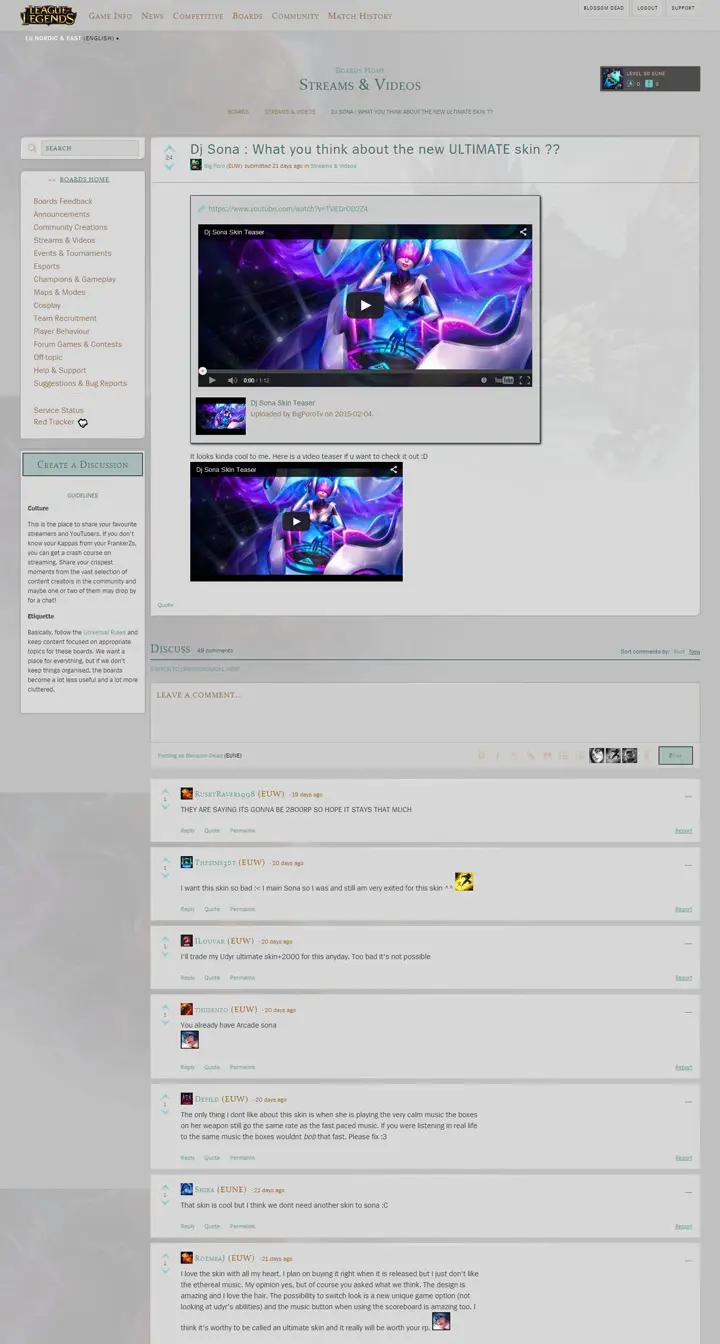 LEAGUE OF LEGENDS
Game Info News Competitive Boards Community Match History
BLOSSOM DEAD LOGOUT SUPPORT
EU NORDIC & EAST (ENGLISH)
Boards Home
Streams & Videos
LEVEL 30 EUNE
0 0
BOARDS STREAMS & VIDEOS DJ SONA : WHAT YOU THINK ABOUT THE NEW ULTIMATE SKIN ??
SEARCH
<< BOARDS HOME
Boards Feedback
Announcements
Community Creations
Streams & Videos
Events & Tournaments
Esports
Champions & Gameplay
Maps & Modes
Cosplay
Team Recruitment
Player Behaviour
Forum Games & Contests
Off-topic
Help & Support
Suggestions & Bug Reports
Service Status
Red Tracker
Create a Discussion
GUIDELINES
Culture
This is the place to share your favourite
streamers and YouTubers. If you don't
know your Kappas from your FrankerZs,
you can get a crash course on
streaming. Share your crispest
moments from the vast selection of
content creators in the community and
maybe one or two of them may drop by
for a chat!
Etiquette
Basically, follow the Universal Rules and
keep content focused on appropriate
topics for these boards. We want a
place for everything, but if we don't
keep things organised, the boards
become a lot less useful and a lot more
cluttered.
24
Dj Sona : What you think about the new ULTIMATE skin ??
Big Poro (EUW) submitted 21 days ago in Streams & Videos
Dj Sona Skin Teaser
0:00 / 1:12
YouTube
Dj Sona Skin Teaser
Uploaded by BigPoroTv on 2015-02-04.
It looks kinda cool to me. Here is a video teaser if u want to check it out :D
Dj Sona Skin Teaser
Quote
Discuss 49 comments
Sort comments by: Best New
SWITCH TO CHRONOLOGICAL VIEW
LEAVE A COMMENT...
Posting as Blossom Dead (EUNE)
Post
1
RustyRaver1998 (EUW) - 19 days ago
THEY ARE SAYING ITS GONNA BE 2800RP SO HOPE IT STAYS THAT MUCH
Reply Quote Permalink Report
1
(EUW) - 20 days ago
I want this skin so bad :< I main Sona so I was and still am very exited for this skin ^^
Reply Quote Permalink Report
1
ILouvar (EUW) - 20 days ago
I'll trade my Udyr ultimate skin+2000 for this anyday. Too bad it's not possible
Reply Quote Permalink Report
1
(EUW) - 20 days ago
You already have Arcade sona
Reply Quote Permalink Report
1
(EUW) - 20 days ago
The only thing i dont like about this skin is when she is playing the very calm music the boxes
on her weapon still go the same rate as the fast paced music. If you were listening in real life
to the same music the boxes wouldnt bob that fast. Please fix :3
Reply Quote Permalink Report
1
(EUNE) - 21 days ago
That skin is cool but I think we dont need another skin to sona :C
Reply Quote Permalink Report
1
(EUW) - 21 days ago
I love the skin with all my heart, I plan on buying it right when it is released but I just don't like
the ethereal music. My opinion yes, but of course you asked what we think. The design is
amazing and I love the hair. The possibility to switch look is a new unique game option (not
looking at udyr's abilities) and the music button when using the scoreboard is amazing too. I
think it's worthy to be called an ultimate skin and it really will be worth your rp.